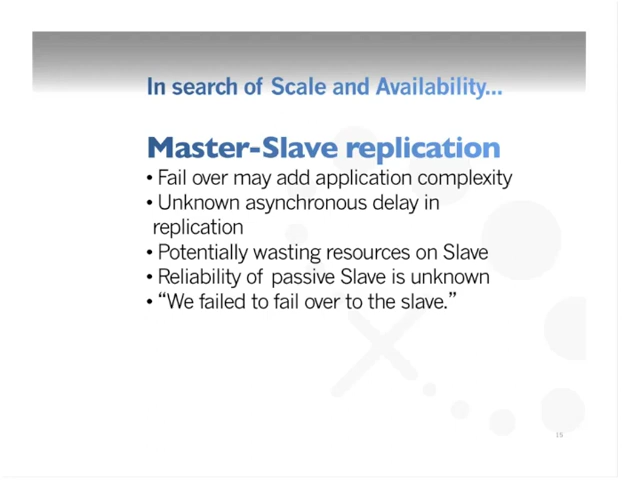 In search of Scale and Availability...
Master-Slave replication
• Fail over may add application complexity
• Unknown asynchronous delay in
replication
• Potentially wasting resources on Slave
• Reliability of passive Slave is unknown
• “We failed to fail over to the slave.”
15